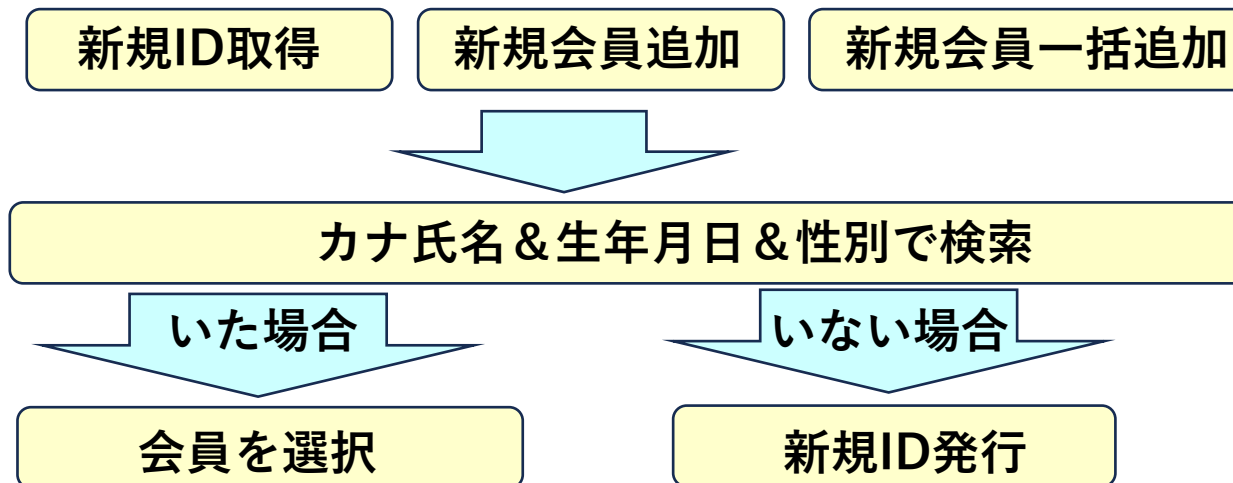 新規ID取得
新規会員追加
新規会員一括追加
カナ氏名＆生年月日＆性別で検索
いた場合
いない場合
会員を選択
新規ID発行